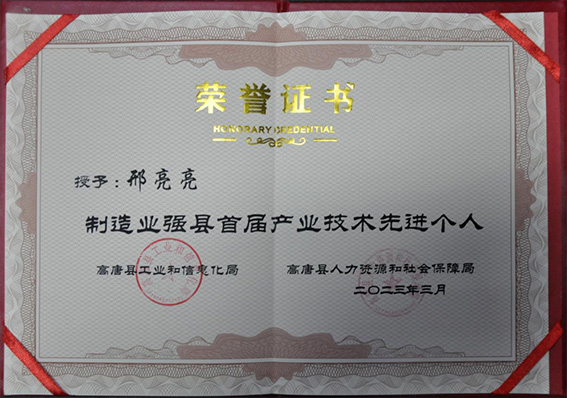 荣誉证书
HONORARY CREDENTIAL
授予：邢亮亮
制造业强县首届产业技术先进个人
高唐县工业和信息化局 高唐县人力资源和社会保障局
二〇二三年三月